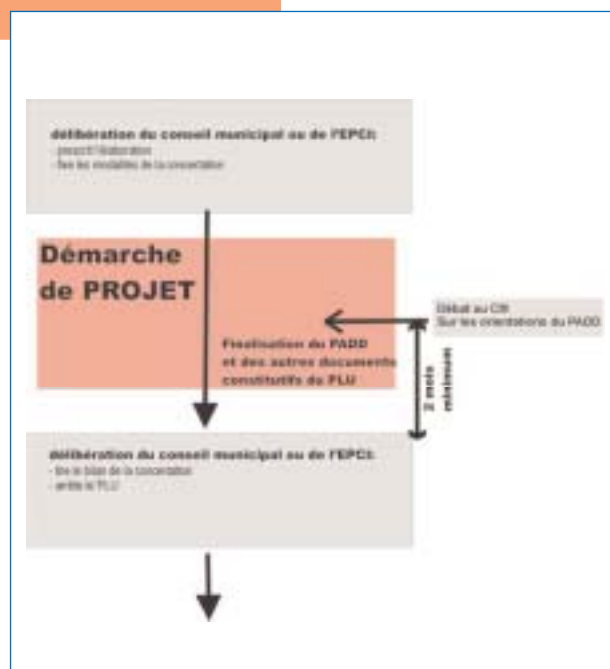 délibération du conseil municipal ou de l'EPCI:
- prescrit l'élaboration
- fixe les modalités de la concertation
Démarche
de PROJET
Débat au CM
Sur les orientations du PADD
Finalisation du PADD
et des autres documents
constitutifs du PLU
2 mois
minimum
délibération du conseil municipal ou de l'EPCI:
- tire le bilan de la concertation
- arrête le PLU